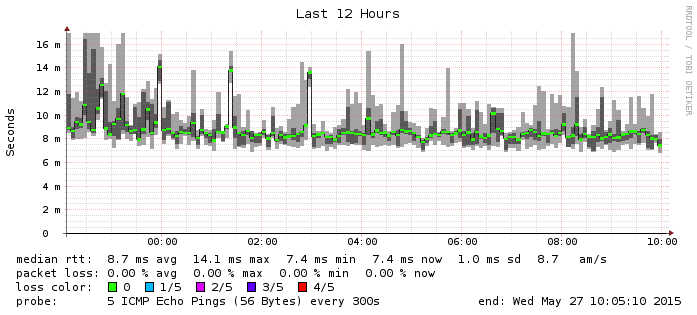 Last 12 Hours
RRDTOOL / TOBI OETIKER
Seconds
16 m
14 m
12 m
10 m
8 m
6 m
4 m
2 m
0
00:00 02:00 04:00 06:00 08:00 10:00
median rtt: 8.7 ms avg 14.1 ms max 7.4 ms min 7.4 ms now 1.0 ms sd 8.7 am/s
packet loss: 0.00 % avg 0.00 % max 0.00 % min 0.00 % now
loss color: 0 1/5 2/5 3/5 4/5
probe: 5 ICMP Echo Pings (56 Bytes) every 300s end: Wed May 27 10:05:10 2015